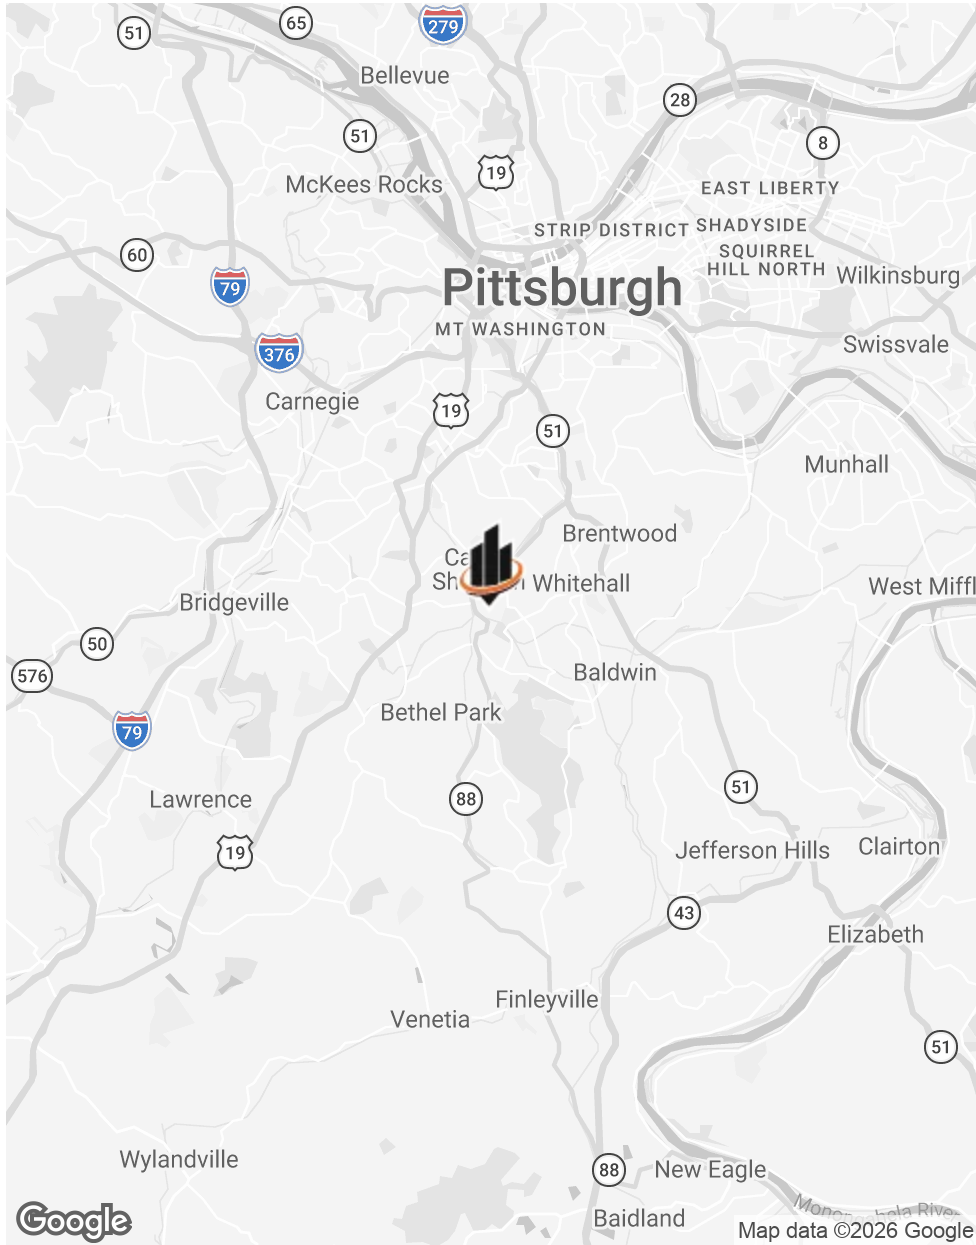 51
65
279
Bellevue
28
51
8
19
McKees Rocks
EAST LIBERTY
STRIP DISTRICT
SHADYSIDE
60
SQUIRREL
HILL NORTH
Wilkinsburg
79
Pittsburgh
MT WASHINGTON
376
Swissvale
Carnegie
19
51
Munhall
Brentwood
Whitehall
West Miffl
Bridgeville
50
576
Baldwin
Bethel Park
79
51
88
Lawrence
19
Jefferson Hills
Clairton
43
Elizabeth
Finleyville
Venetia
51
Wylandville
88
New Eagle
Baidland
Google
Map data ©2026 Google